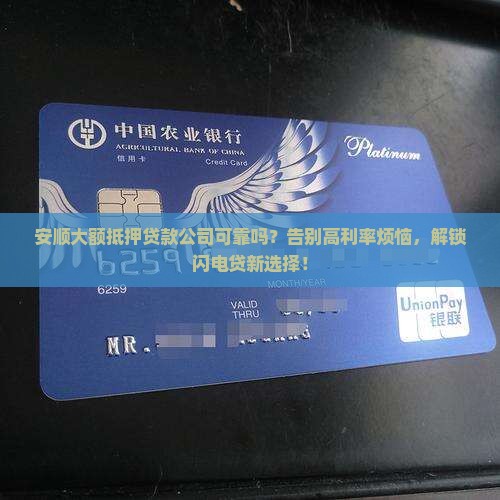 中国农业银行
AGRICULTURAL BANK OF CHINA
信用卡
Credit Card
Platinum
安顺大额抵押贷款公司可靠吗？告别高利率烦恼，解锁
闪电贷新选择！
6259
6259
MONTH/YEAR
VALID
THRU
UnionPay
银联
MR.